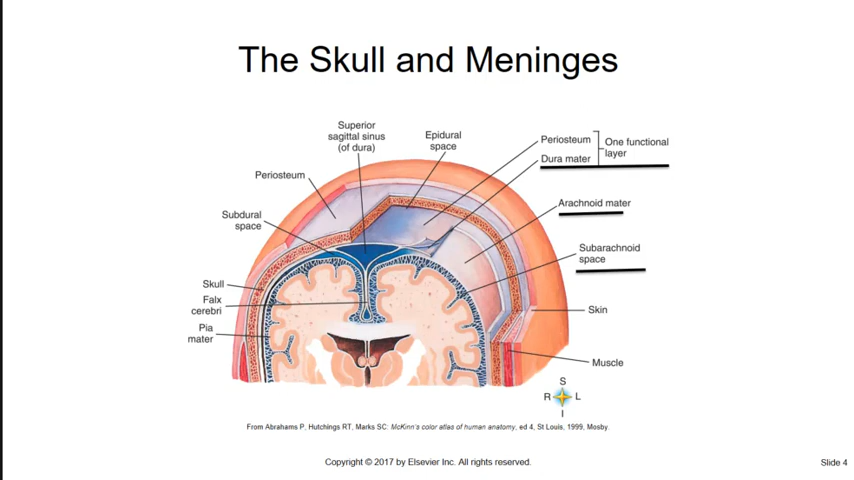 The Skull and Meninges
Superior
sagittal sinus
(of dura)
Epidural
space
Periosteum
Dura mater
One functional
layer
Periosteum
Arachnoid mater
Subdural
space
Subarachnoid
space
Skull
Falx
cerebri
Pia
mater
Skin
Muscle
S
R L
I
From Abrahams P, Hutchings RT, Marks SC: McKinn's color atlas of human anatomy, ed 4, St Louis, 1999, Mosby.
Copyright © 2017 by Elsevier Inc. All rights reserved.
Slide 4